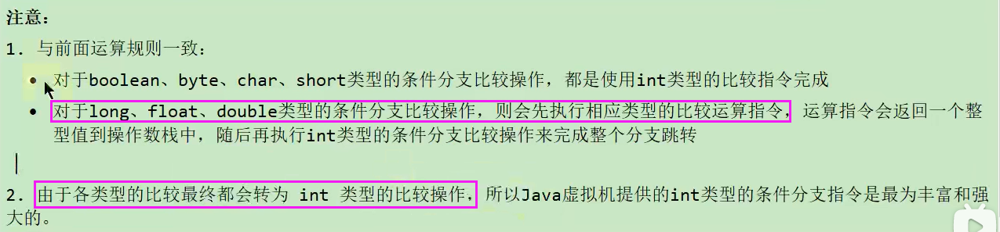 注意：
1. 与前面运算规则一致：
• 对于boolean、byte、char、short类型的条件分支比较操作，都是使用int类型的比较指令完成
• 对于long、float、double类型的条件分支比较操作，则会先执行相应类型的比较运算指令，运算指令会返回一个整
型值到操作数栈中，随后再执行int类型的条件分支比较操作来完成整个分支跳转
2. 由于各类型的比较最终都会转为 int 类型的比较操作，所以Java虚拟机提供的int类型的条件分支指令是最为丰富和强
大的。